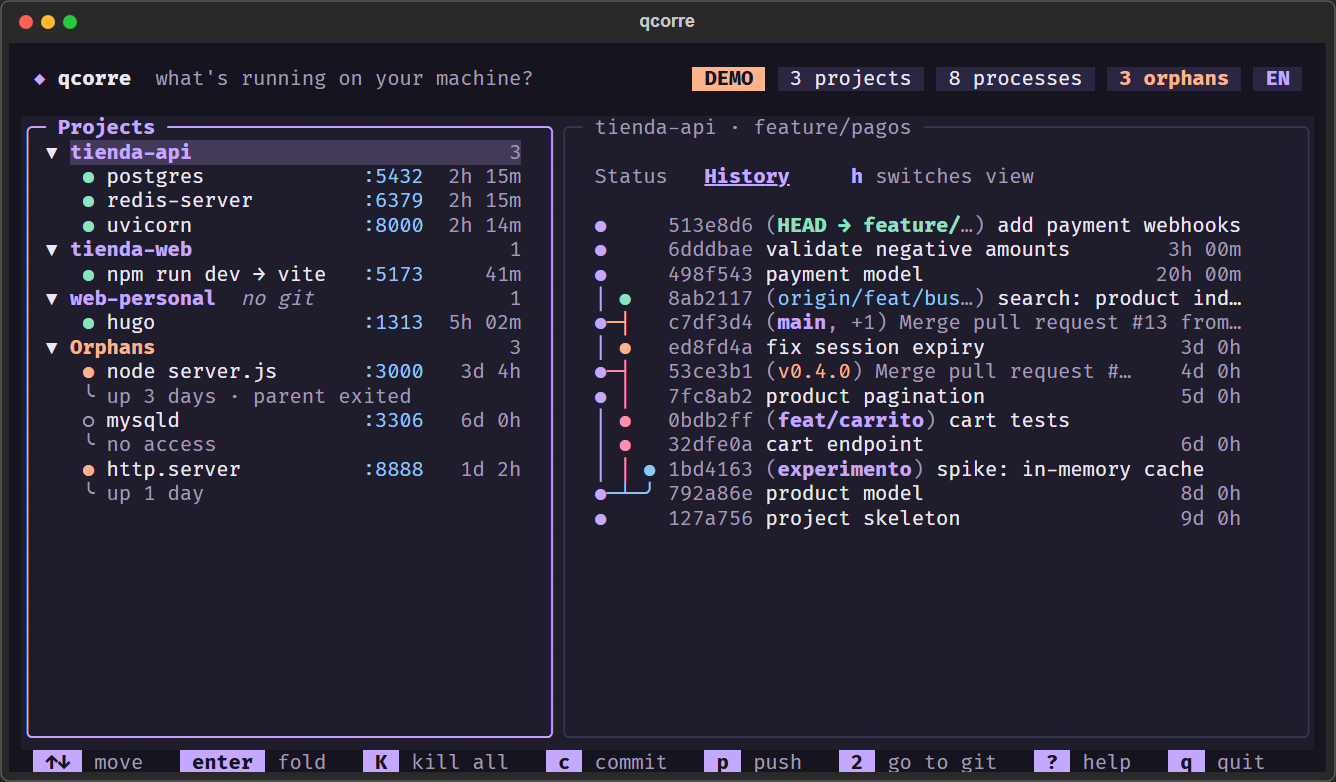 qcorre
◆ qcorre what's running on your machine? DEMO 3 projects 8 processes 3 orphans EN
Projects
▼ tienda-api 3
● postgres :5432 2h 15m
● redis-server :6379 2h 15m
● uvicorn :8000 2h 14m
▼ tienda-web 1
● npm run dev → vite :5173 41m
▼ web-personal no git 1
● hugo :1313 5h 02m
▼ Orphans 3
● node server.js :3000 3d 4h
╰ up 3 days · parent exited
○ mysqld :3306 6d 0h
╰ no access
● http.server :8888 1d 2h
╰ up 1 day
tienda-api · feature/pagos
Status History h switches view
513e8d6 (HEAD → feature/…) add payment webhooks
6dddbae validate negative amounts 3h 00m
498f543 payment model 20h 00m
8ab2117 (origin/feat/bus…) search: product ind…
c7df3d4 (main, +1) Merge pull request #13 from…
ed8fd4a fix session expiry 3d 0h
53ce3b1 (v0.4.0) Merge pull request #… 4d 0h
7fc8ab2 product pagination 5d 0h
0bdb2ff (feat/carrito) cart tests
32dfe0a cart endpoint 6d 0h
1bd4163 (experimento) spike: in-memory cache
792a86e product model 8d 0h
127a756 project skeleton 9d 0h
↑↓ move enter fold K kill all c commit p push 2 go to git ? help q quit